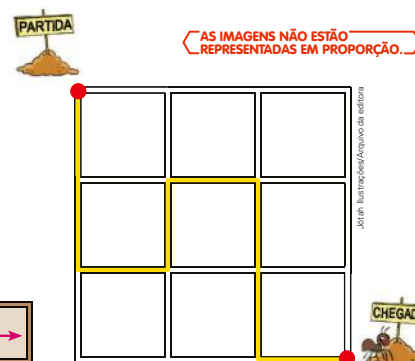 PARTIDA
AS IMAGENS NÃO ESTÃO
REPRESENTADAS EM PROPORÇÃO.
Jótah Ilustrações/Arquivo da editora
CHEGAD